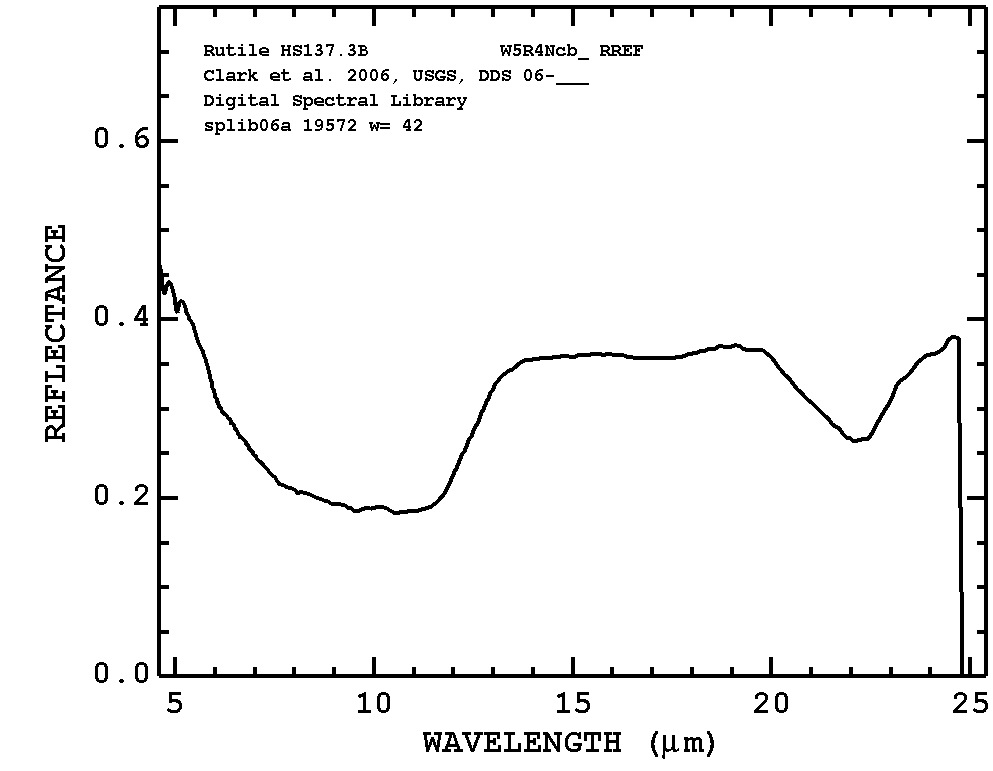 Rutile HS137.3B W5R4Ncb_ RREF
Clark et al. 2006, USGS, DDS 06-___
Digital Spectral Library
splib06a 19572 w= 42
REFLECTANCE
0.6
0.4
0.2
0.0
5 10 15 20 25
WAVELENGTH (μm)